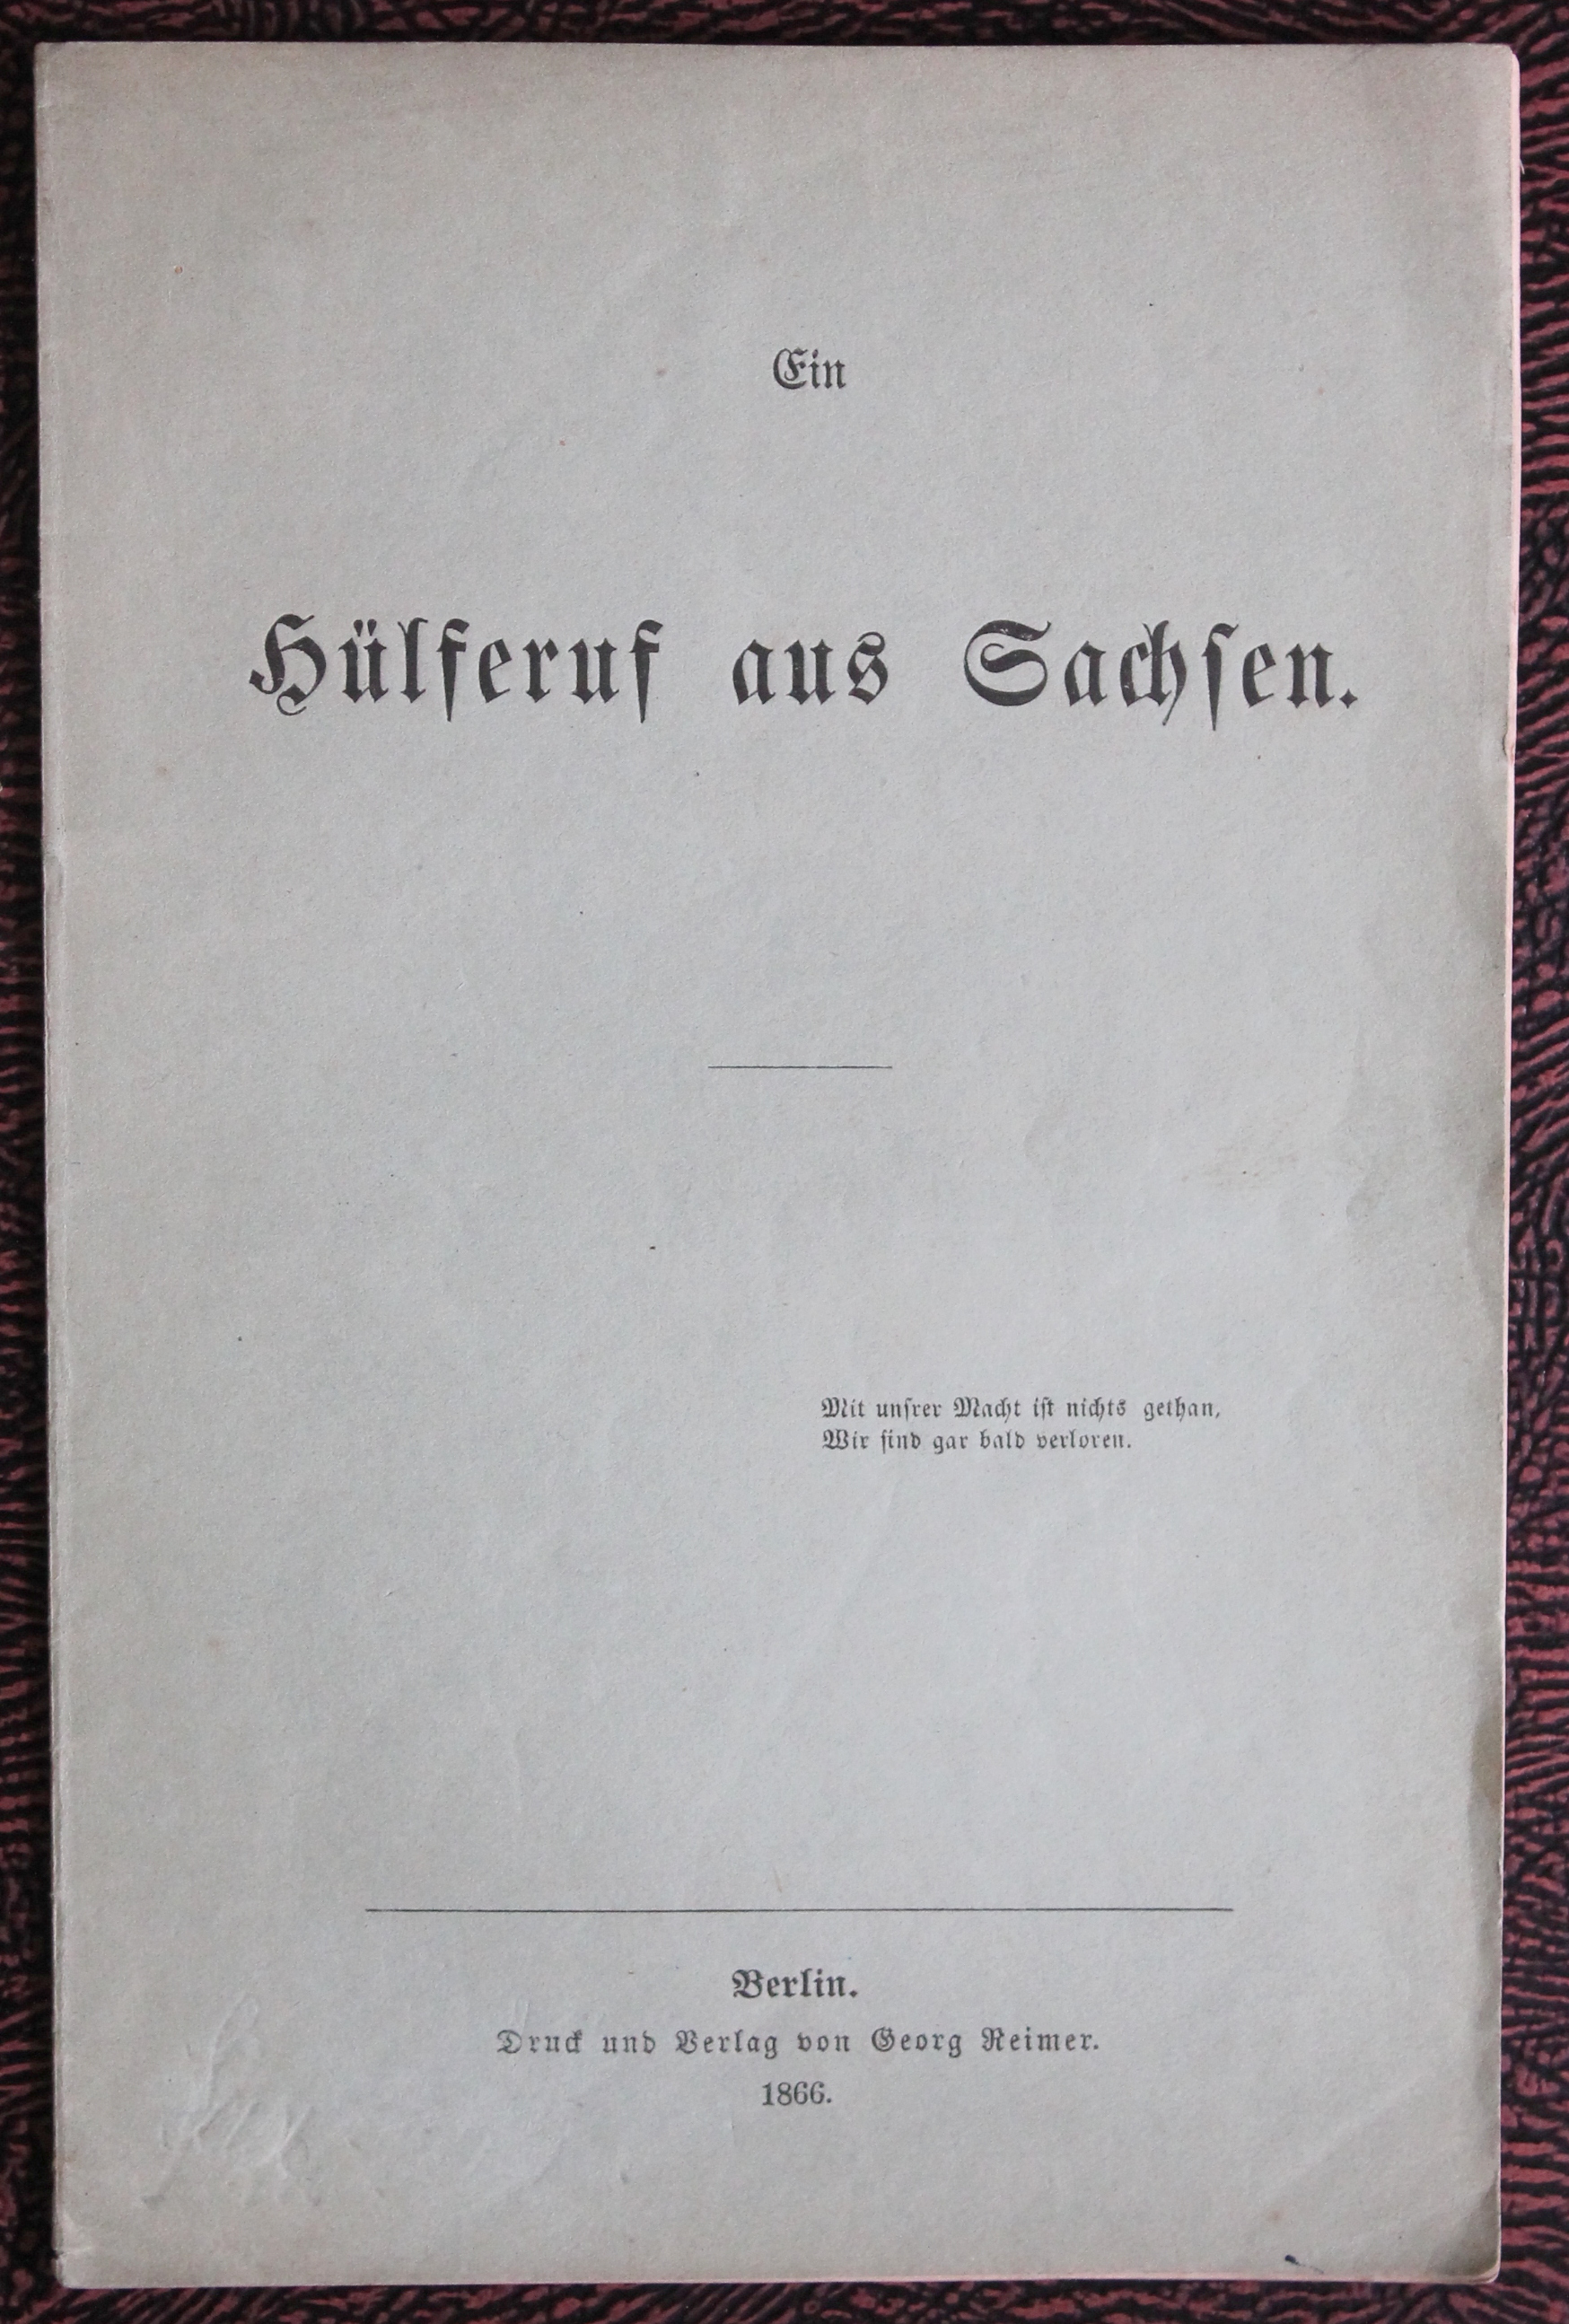 Ein
Hülferuf aus Sachsen.
Mit unsrer Macht ist nichts gethan,
Wir sind gar bald verloren.
Berlin.
Druck und Verlag von Georg Reimer.
1866.